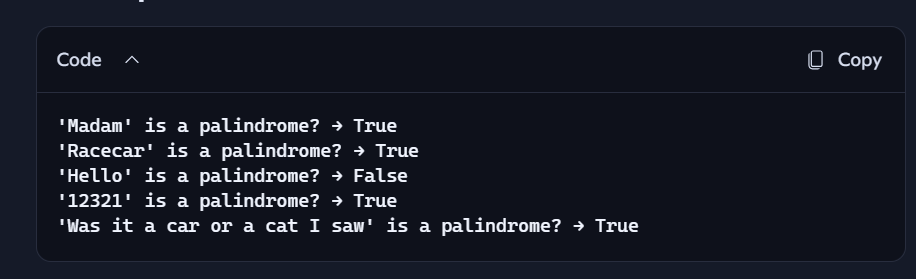 Code
Copy
'Madam' is a palindrome? → True
'Racecar' is a palindrome? → True
'Hello' is a palindrome? → False
'12321' is a palindrome? → True
'Was it a car or a cat I saw' is a palindrome? → True